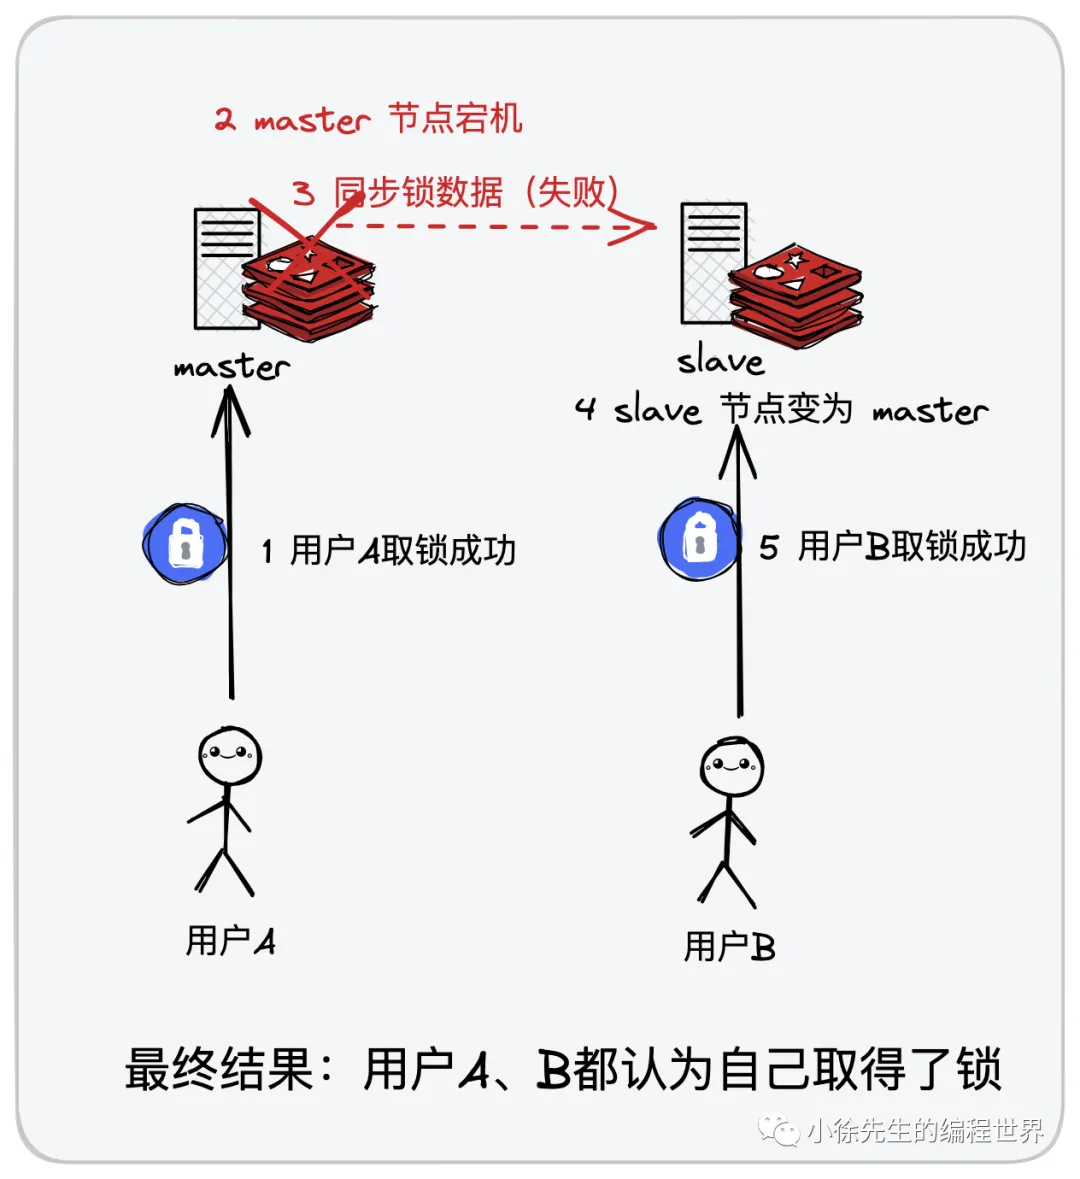 2 master 节点宕机
3 同步锁数据（失败）
master
slave
4 slave 节点变为 master
1 用户A取锁成功
5 用户B取锁成功
用户A
用户B
最终结果：用户A、B都认为自己取得了锁
小徐先生的编程世界